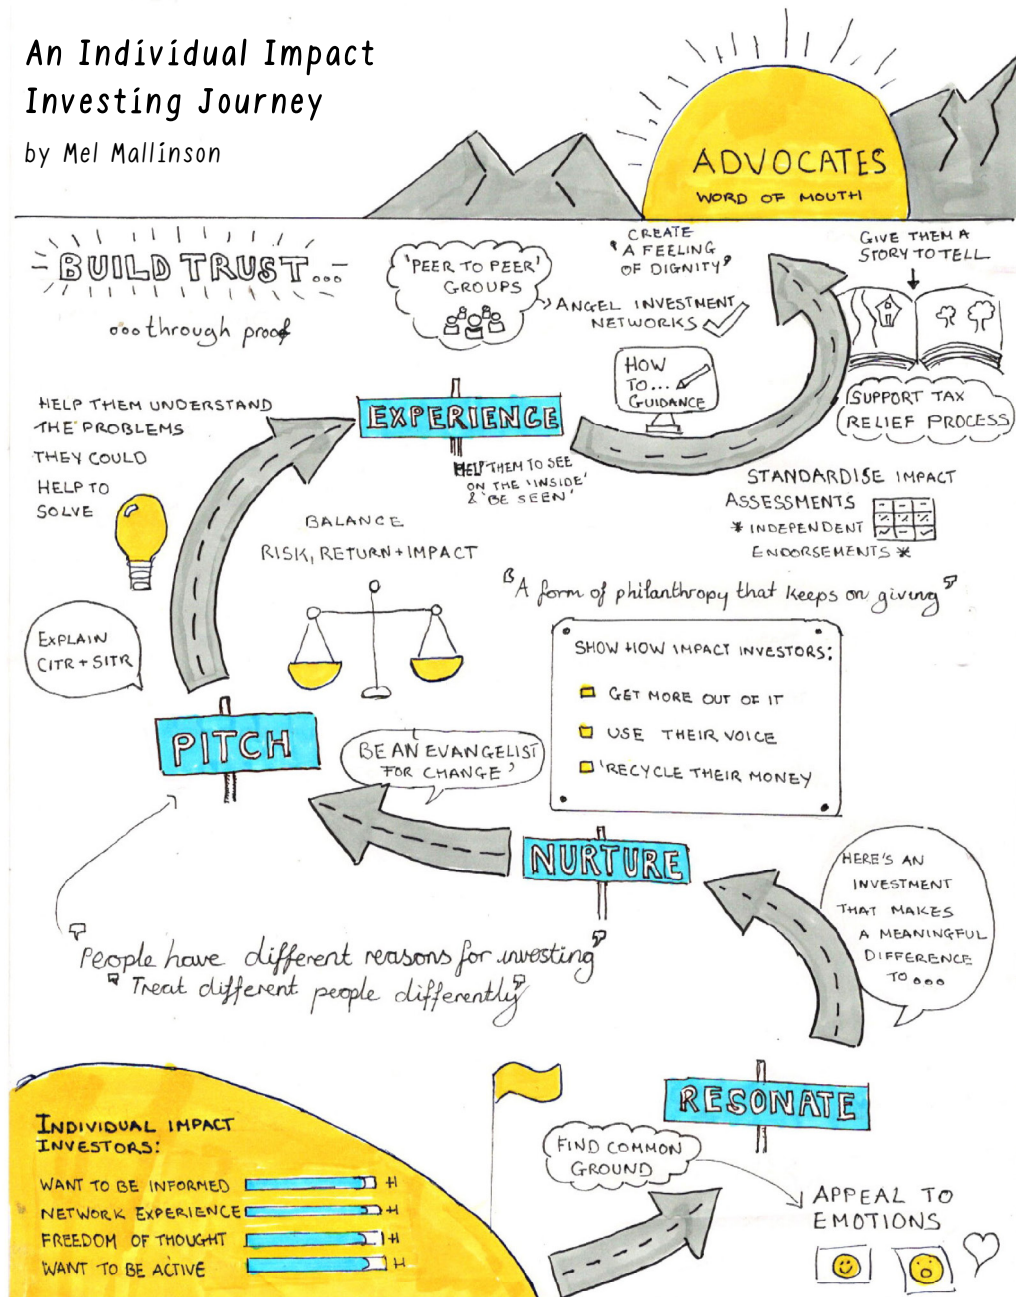 An Individual Impact
Investing Journey
by Mel Mallinson
ADVOCATES
WORD OF MOUTH
BUILD TRUST...
ooo through proof
'PEER TO PEER'
GROUPS
CREATE
'A FEELING
OF DIGNITY'
ANGEL INVESTMENT
NETWORKS
GIVE THEM A
STORY TO TELL
HOW
TO...
GUIDANCE
SUPPORT TAX
RELIEF PROCESS
HELP THEM UNDERSTAND
THE PROBLEMS
THEY COULD
HELP TO
SOLVE
EXPERIENCE
HELP THEM TO SEE
ON THE 'INSIDE'
& 'BE SEEN'
STANDARDISE IMPACT
ASSESSMENTS
* INDEPENDENT
ENDORSEMENTS *
BALANCE
RISK, RETURN + IMPACT
"A form of philanthropy that keeps on giving"
EXPLAIN
CITR + SITR
SHOW HOW IMPACT INVESTORS:
GET MORE OUT OF IT
USE THEIR VOICE
'RECYCLE THEIR MONEY
PITCH
'BE AN EVANGELIST
FOR CHANGE'
NURTURE
HERE'S AN
INVESTMENT
THAT MAKES
A MEANINGFUL
DIFFERENCE
TO ooo
"People have different reasons for investing"
"Treat different people differently"
RESONATE
FIND COMMON
GROUND
APPEAL TO
EMOTIONS
INDIVIDUAL IMPACT
INVESTORS:
WANT TO BE INFORMED +1
NETWORK EXPERIENCE +1
FREEDOM OF THOUGHT +1
WANT TO BE ACTIVE +1